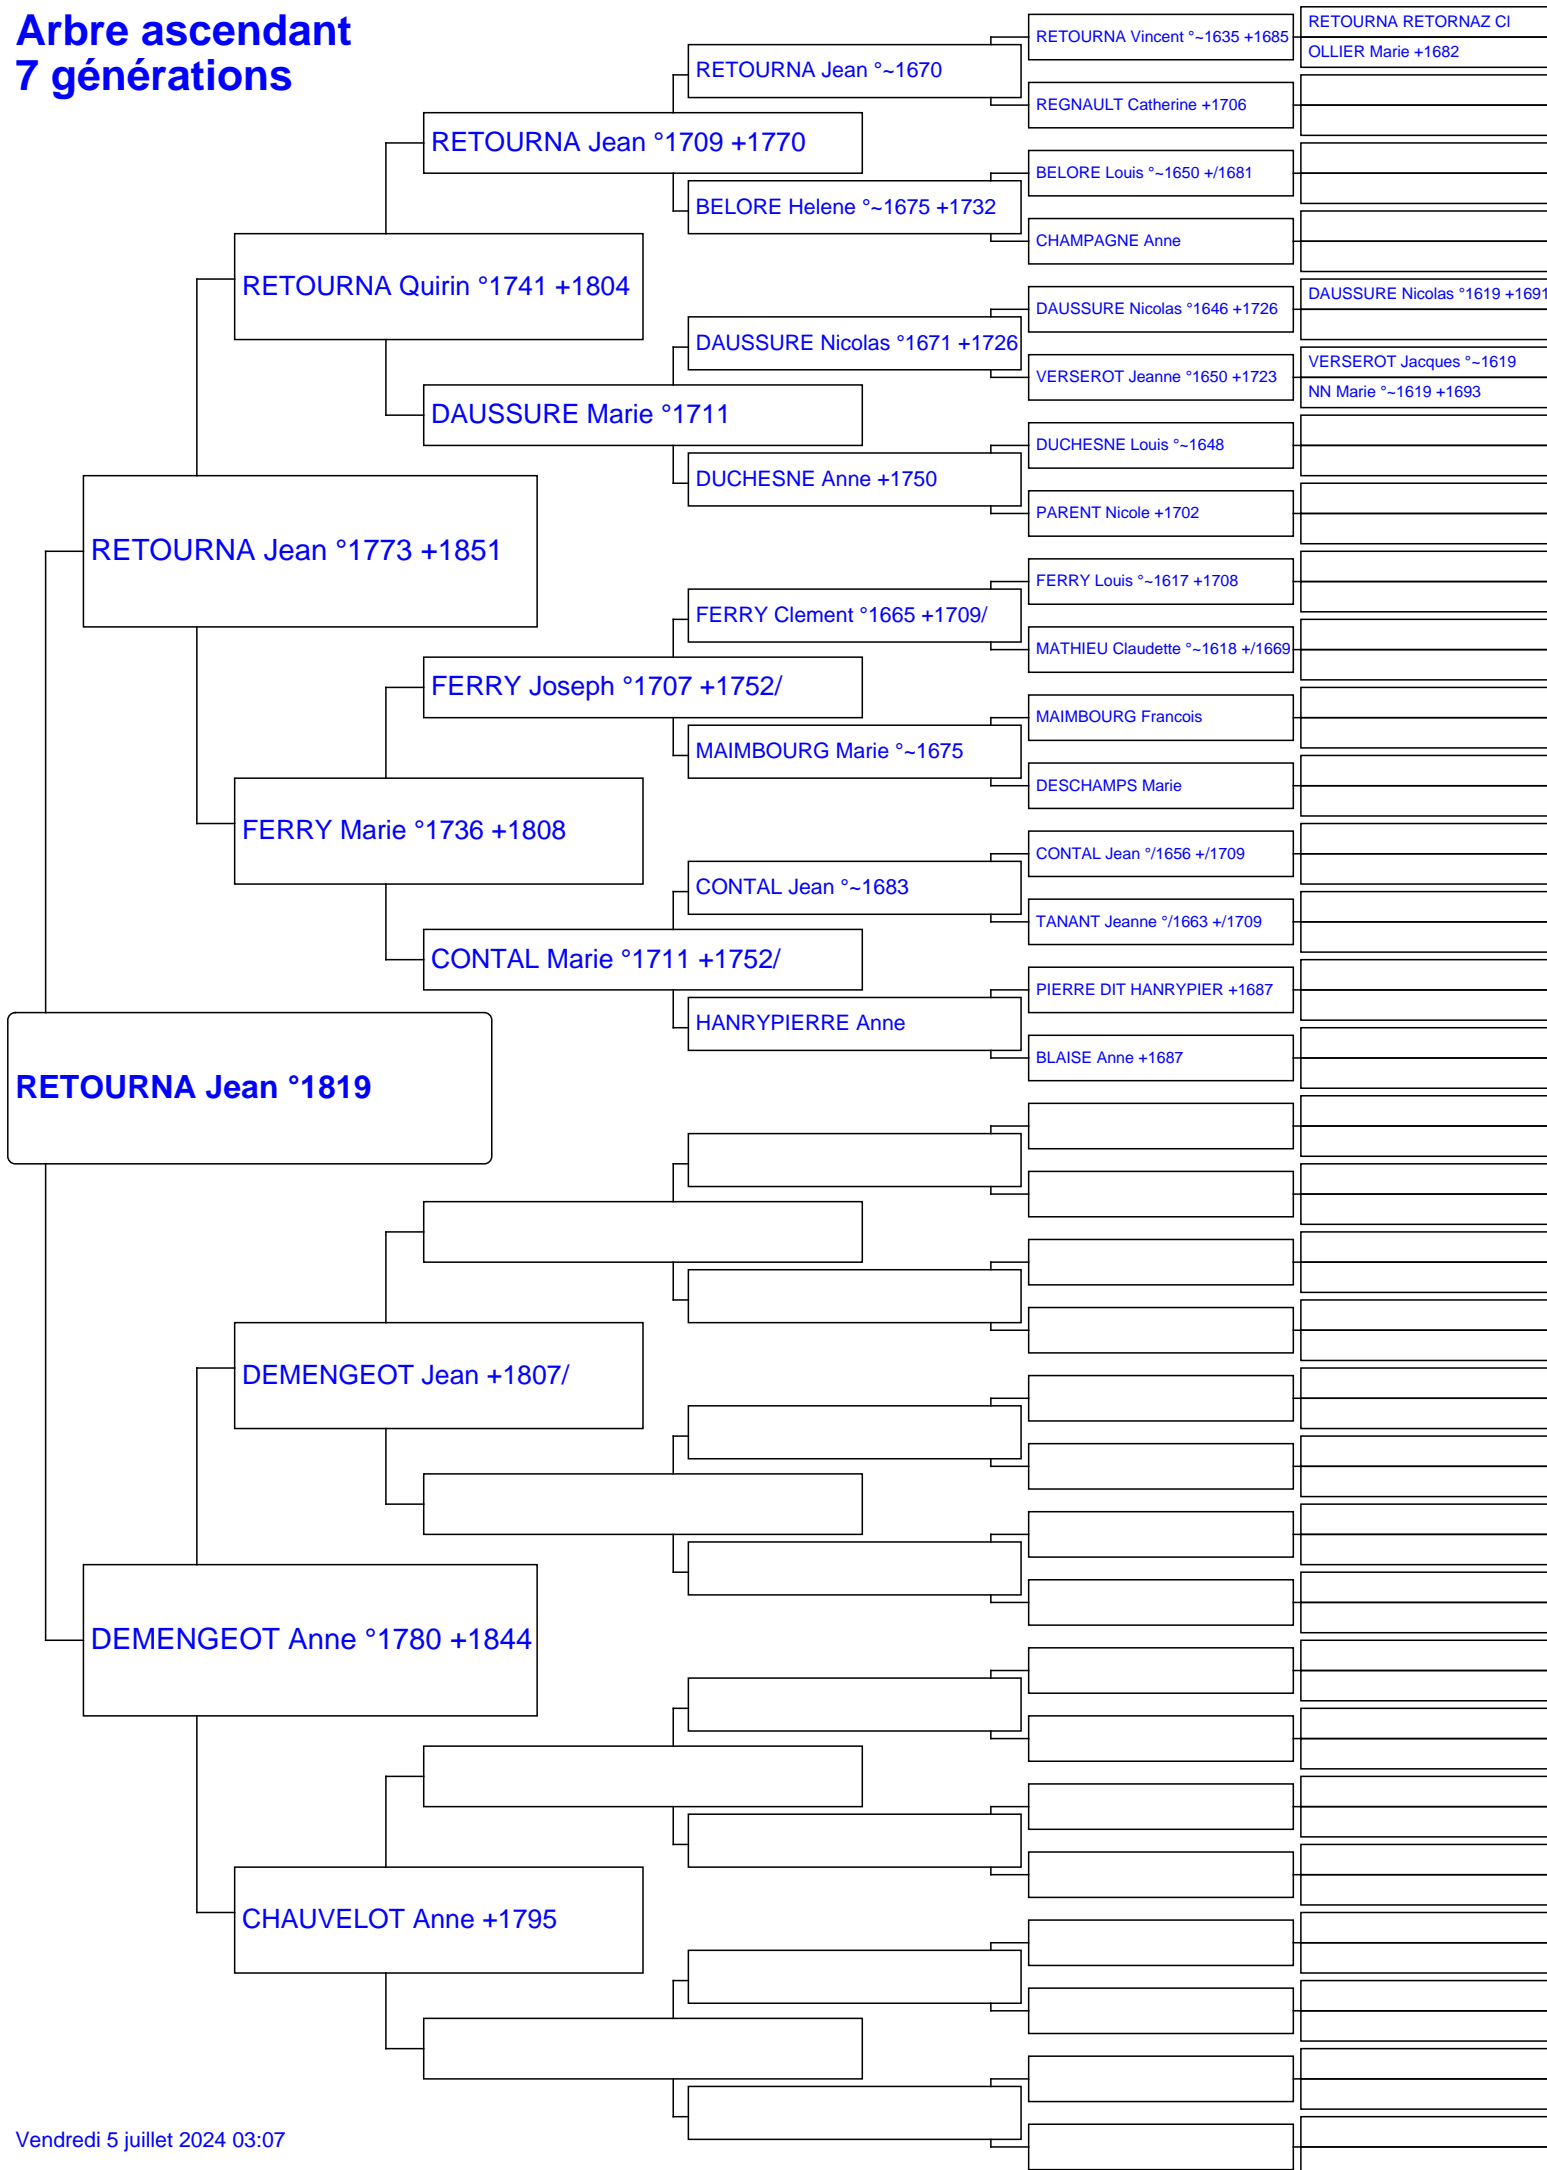 Arbre ascendant
7 générations
RETOURNA Jean °1819
RETOURNA Jean °1773 +1851
DEMENGEOT Anne °1780 +1844
RETOURNA Quirin °1741 +1804
FERRY Marie °1736 +1808
DEMENGEOT Jean +1807/
CHAUVELOT Anne +1795
RETOURNA Jean °1709 +1770
DAUSSURE Marie °1711
FERRY Joseph °1707 +1752/
CONTAL Marie °1711 +1752/
RETOURNA Jean °~1670
BELORE Helene °~1675 +1732
DAUSSURE Nicolas °1671 +1726
DUCHESNE Anne +1750
FERRY Clement °1665 +1709/
MAIMBOURG Marie °~1675
CONTAL Jean °~1683
HANRYPIERRE Anne
RETOURNA Vincent °~1635 +1685
REGNAULT Catherine +1706
BELORE Louis °~1650 +/1681
CHAMPAGNE Anne
DAUSSURE Nicolas °1646 +1726
VERSEROT Jeanne °1650 +1723
DUCHESNE Louis °~1648
PARENT Nicole +1702
FERRY Louis °~1617 +1708
MATHIEU Claudette °~1618 +/1669
MAIMBOURG Francois
DESCHAMPS Marie
CONTAL Jean °/1656 +/1709
TANANT Jeanne °/1663 +/1709
PIERRE DIT HANRYPIER +1687
BLAISE Anne +1687
RETOURNA RETORNAZ Cl
OLLIER Marie +1682
DAUSSURE Nicolas °1619 +1691
VERSEROT Jacques °~1619
NN Marie °~1619 +1693
Vendredi 5 juillet 2024 03:07